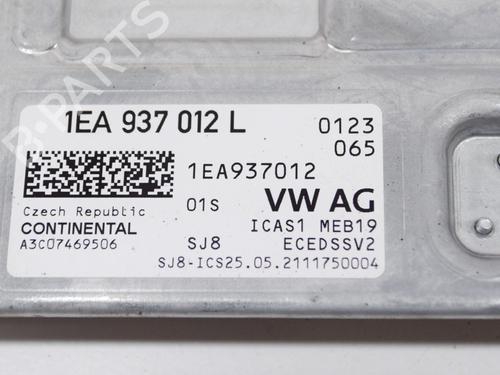 1EA 937 012 L
0123
065
1EA937012
01S
VW AG
Czech Republic
CONTINENTAL
A3C07469506
ICAS1 MEB19
SJ8
ECEDSSV2
SJ8-ICS25.05.2111750004
B-PARTS